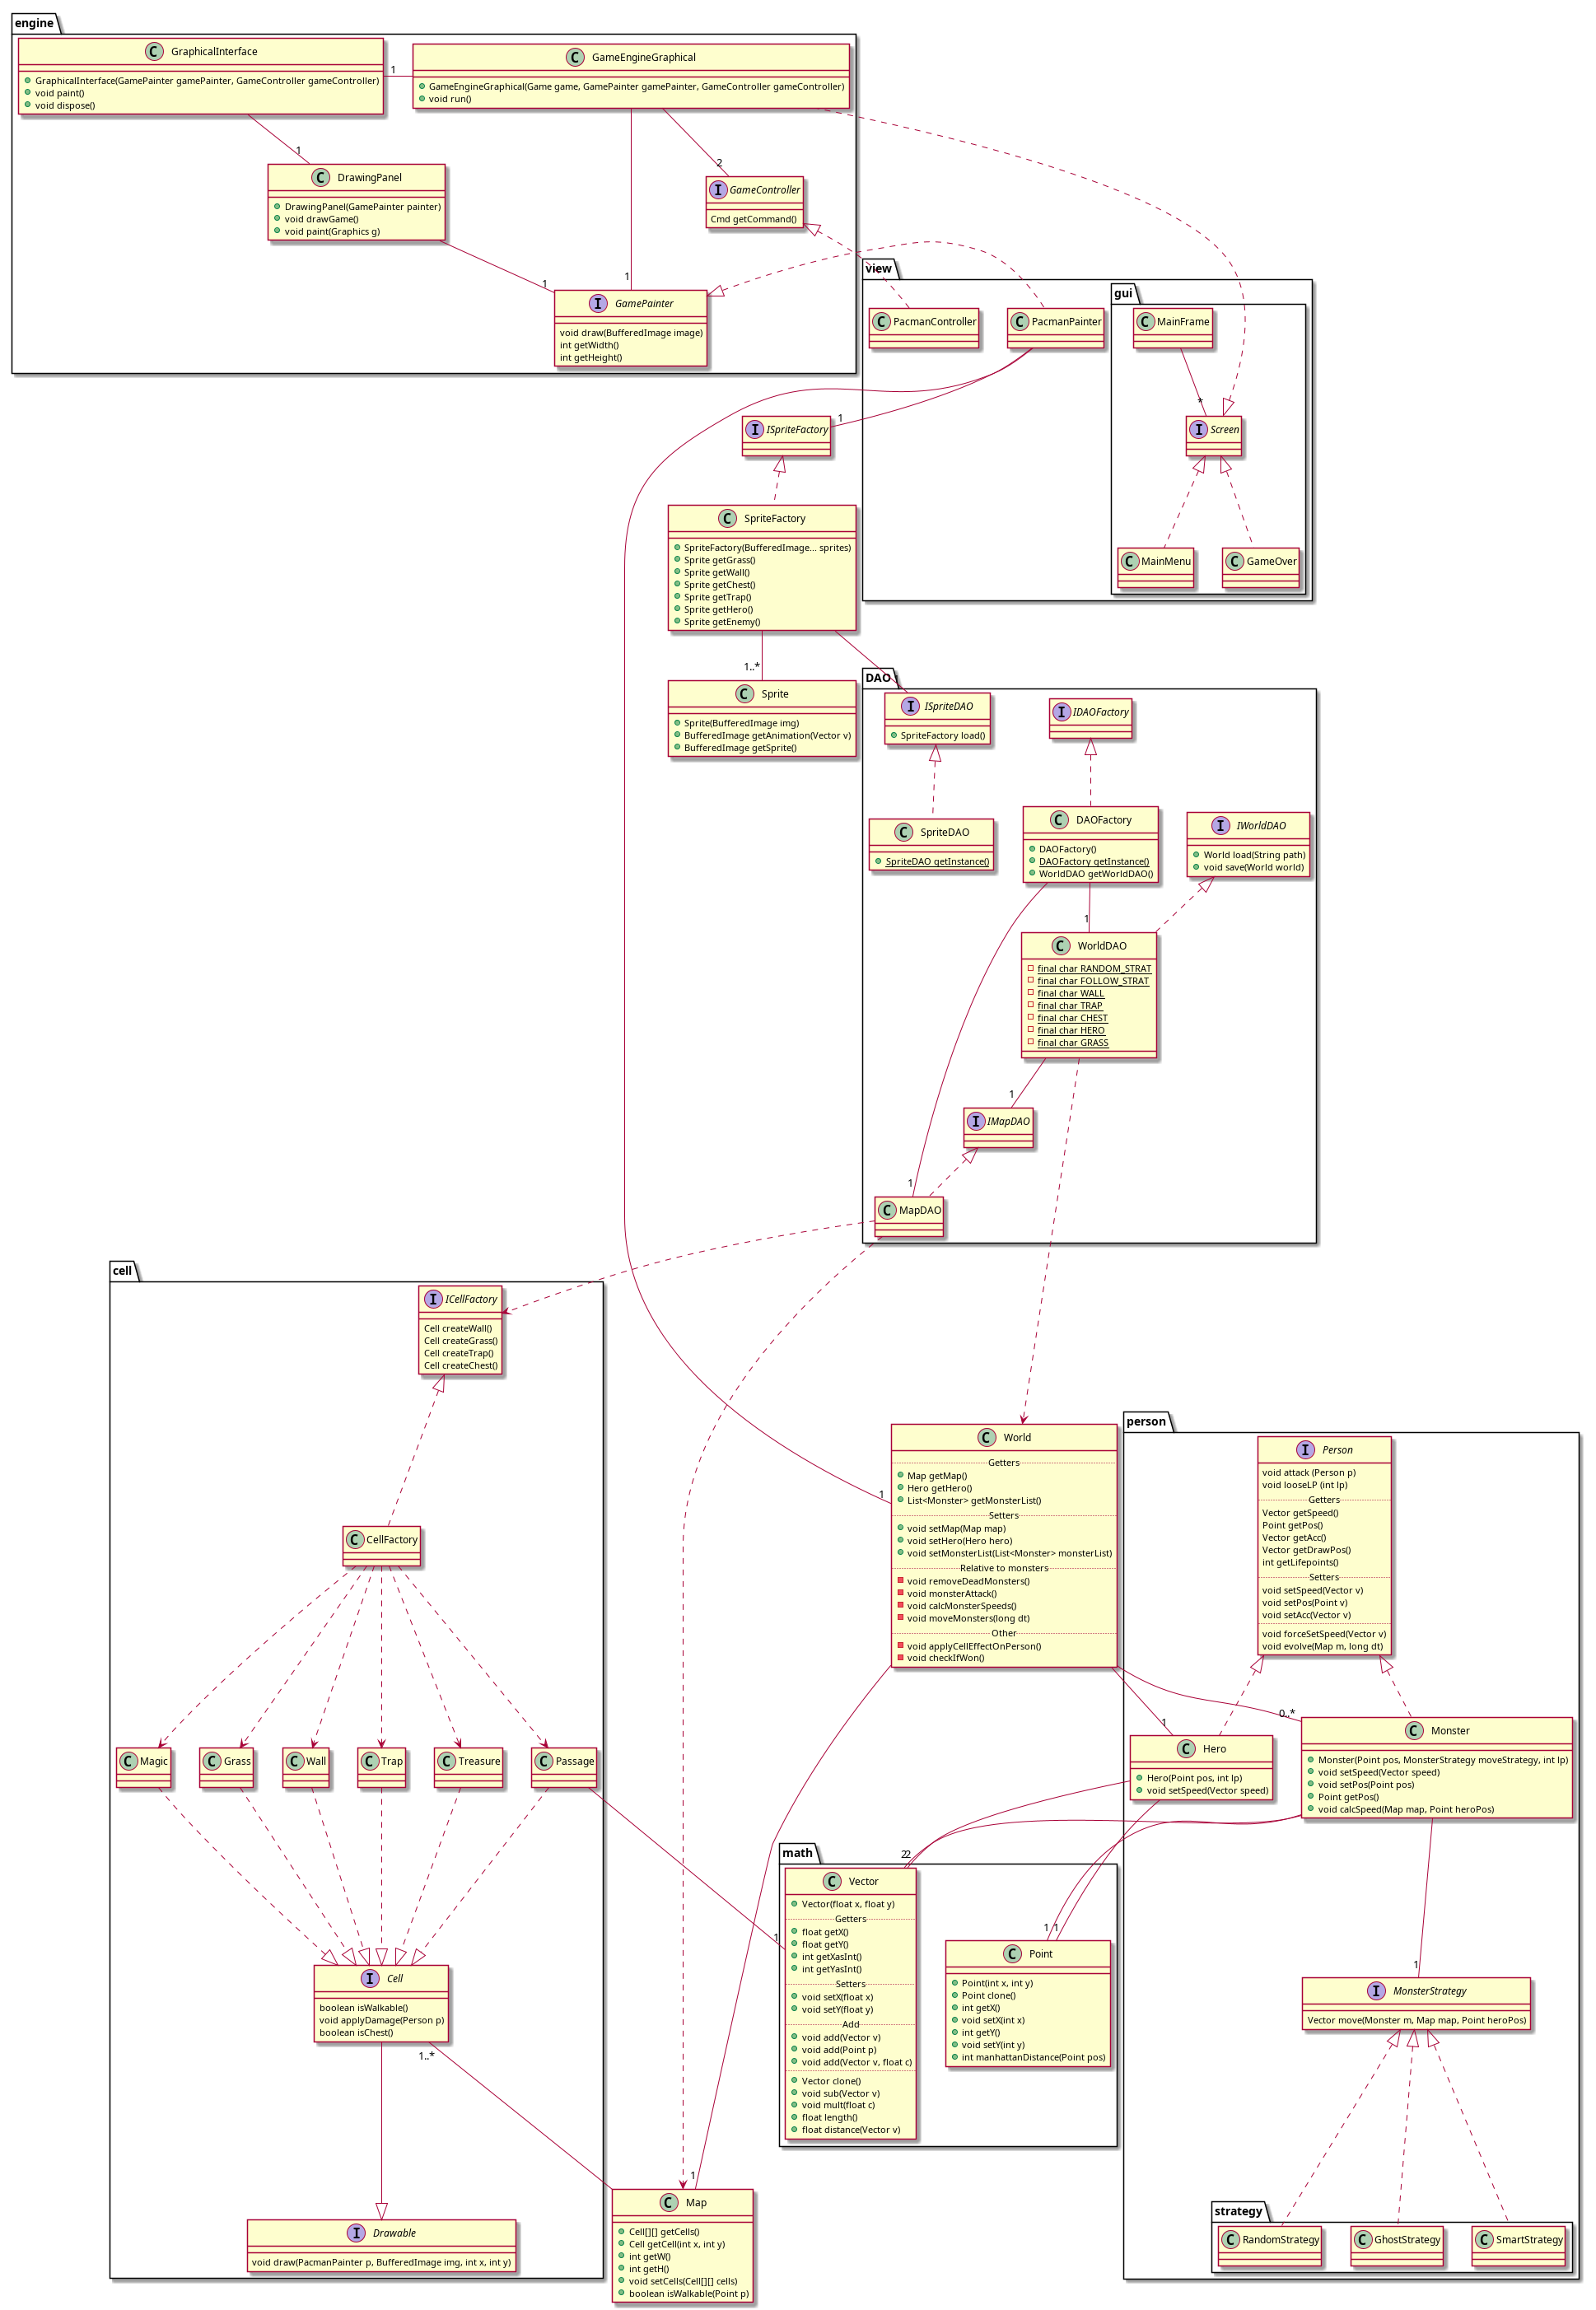 engine
C GraphicalInterface
GraphicalInterface(GamePainter gamePainter, GameController gameController)
void paint()
void dispose()
1
C GameEngineGraphical
GameEngineGraphical(Game game, GamePainter gamePainter, GameController gameController)
void run()
1
2
C DrawingPanel
DrawingPanel(GamePainter painter)
void drawGame()
void paint(Graphics g)
I GameController
Cmd getCommand()
1
1
I GamePainter
void draw(BufferedImage image)
int getWidth()
int getHeight()
view
C PacmanController
C PacmanPainter
gui
C MainFrame
*
I Screen
C MainMenu
C GameOver
1
I ISpriteFactory
C SpriteFactory
SpriteFactory(BufferedImage... sprites)
Sprite getGrass()
Sprite getWall()
Sprite getChest()
Sprite getTrap()
Sprite getHero()
Sprite getEnemy()
1..*
C Sprite
Sprite(BufferedImage img)
BufferedImage getAnimation(Vector v)
BufferedImage getSprite()
DAO
1
I ISpriteDAO
SpriteFactory load()
I IDAOFactory
C SpriteDAO
SpriteDAO getInstance()
C DAOFactory
DAOFactory()
DAOFactory getInstance()
WorldDAO getWorldDAO()
I IWorldDAO
World load(String path)
void save(World world)
1
C WorldDAO
final char RANDOM_STRAT
final char FOLLOW_STRAT
final char WALL
final char TRAP
final char CHEST
final char HERO
final char GRASS
1
I IMapDAO
1
C MapDAO
cell
I ICellFactory
Cell createWall()
Cell createGrass()
Cell createTrap()
Cell createChest()
C CellFactory
C Magic
C Grass
C Wall
C Trap
C Treasure
C Passage
I Cell
boolean isWalkable()
void applyDamage(Person p)
boolean isChest()
1..*
I Drawable
void draw(PacmanPainter p, BufferedImage img, int x, int y)
1
C World
Getters
Map getMap()
Hero getHero()
List<Monster> getMonsterList()
Setters
void setMap(Map map)
void setHero(Hero hero)
void setMonsterList(List<Monster> monsterList)
Relative to monsters
void removeDeadMonsters()
void monsterAttack()
void calcMonsterSpeeds()
void moveMonsters(long dt)
Other
void applyCellEffectOnPerson()
void checkIfWon()
person
I Person
void attack (Person p)
void looseLP (int lp)
Getters
Vector getSpeed()
Point getPos()
Vector getAcc()
Vector getDrawPos()
int getLifepoints()
Setters
void setSpeed(Vector v)
void setPos(Point v)
void setAcc(Vector v)
void forceSetSpeed(Vector v)
void evolve(Map m, long dt)
1
0..*
C Hero
Hero(Point pos, int lp)
void setSpeed(Vector speed)
C Monster
Monster(Point pos, MonsterStrategy moveStrategy, int lp)
void setSpeed(Vector speed)
void setPos(Point pos)
Point getPos()
void calcSpeed(Map map, Point heroPos)
math
2 2
1
C Vector
Vector(float x, float y)
Getters
float getX()
float getY()
int getXasInt()
int getYasInt()
Setters
void setX(float x)
void setY(float y)
Add
void add(Vector v)
void add(Point p)
void add(Vector v, float c)
Vector clone()
void sub(Vector v)
void mult(float c)
float length()
float distance(Vector v)
1 1
C Point
Point(int x, int y)
Point clone()
int getX()
void setX(int x)
int getY()
void setY(int y)
int manhattanDistance(Point pos)
1
I MonsterStrategy
Vector move(Monster m, Map map, Point heroPos)
strategy
C RandomStrategy
C GhostStrategy
C SmartStrategy
1
C Map
Cell[][] getCells()
Cell getCell(int x, int y)
int getW()
int getH()
void setCells(Cell[][] cells)
boolean isWalkable(Point p)